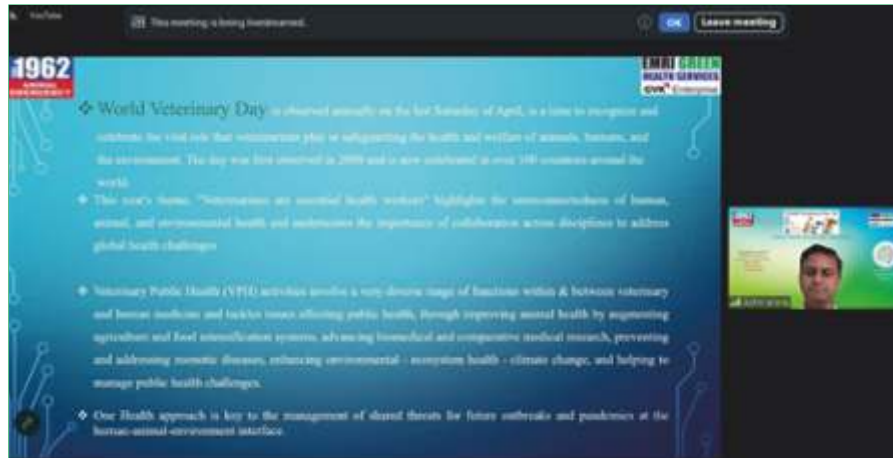 YouTube
This meeting is being livestreamed.
OK
Leave meeting
1962
ANIMAL
EMERGENCY
EMRI GREEN
HEALTH SERVICES
GVK Enterprise
❖ World Veterinary Day is observed annually on the last Saturday of April, is a time to recognize and
celebrate the vital role that veterinarians play in safeguarding the health and welfare of animals, humans, and
the environment. The day was first observed in 2000 and is now celebrated in over 100 countries around the
world.
❖ This year's theme, "Veterinarians are essential health workers" highlights the interconnectedness of human,
animal, and environmental health and underscores the importance of collaboration across disciplines to address
global health challenges
❖ Veterinary Public Health (VPH) activities involve a very diverse range of functions within & between veterinary
and human medicine and tackles issues affecting public health, through improving animal health by augmenting
agriculture and food intensification systems, advancing biomedical and comparative medical research, preventing
and addressing zoonotic diseases, enhancing environmental - ecosystem health - climate change, and helping to
manage public health challenges.
❖ One Health approach is key to the management of shared threats for future outbreaks and pandemics at the
human-animal-environment interface.